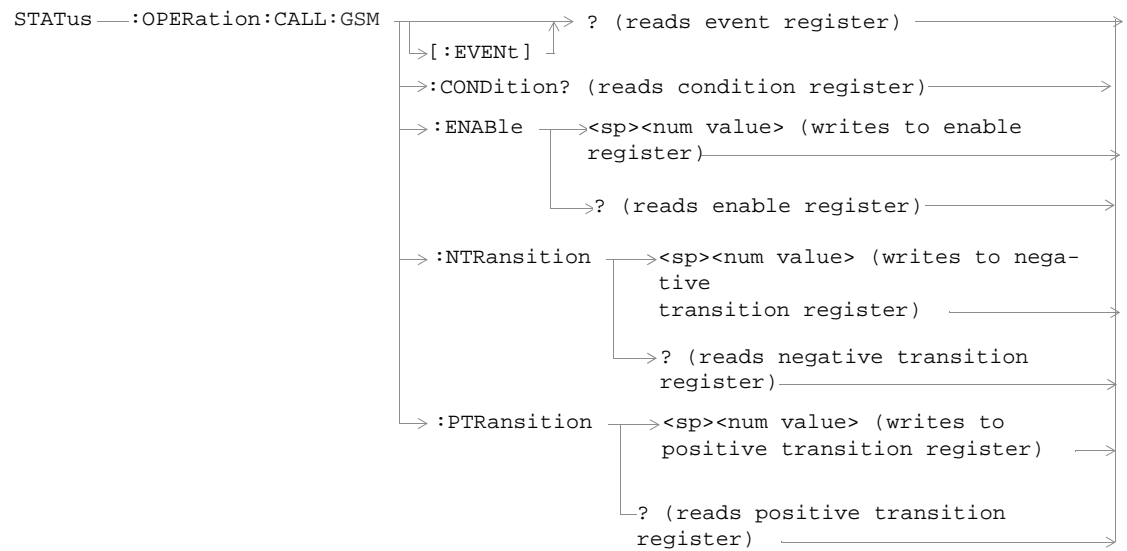 STATus :OPERation:CALL:GSM ? (reads event register)
[:EVENt]
:CONDition? (reads condition register)
:ENABle <sp><num value> (writes to enable
register)
? (reads enable register)
:NTRansition <sp><num value> (writes to nega-
tive
transition register)
? (reads negative transition
register)
:PTRansition <sp><num value> (writes to
positive transition register)
? (reads positive transition
register)